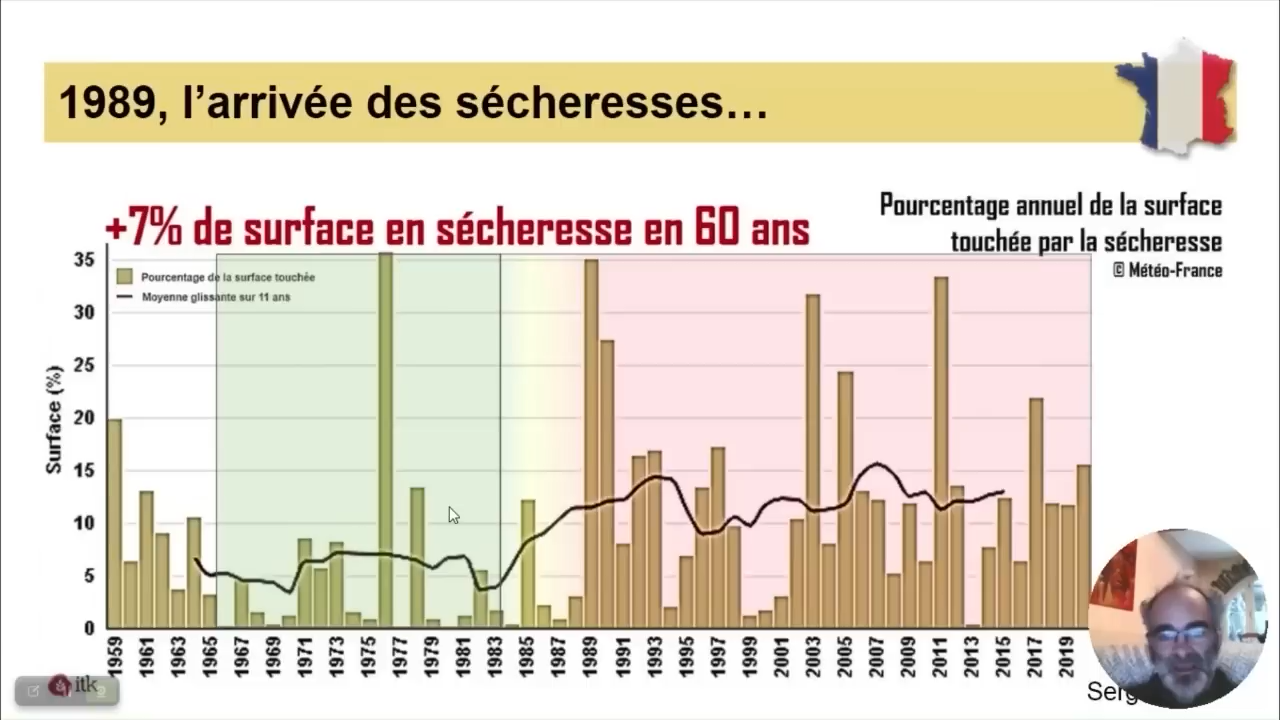 1989, l’arrivée des sécheresses…
+7% de surface en sécheresse en 60 ans
Pourcentage annuel de la surface
touchée par la sécheresse
© Météo-France
Pourcentage de la surface touchée
Moyenne glissante sur 11 ans
Surface (%)
35
30
25
20
15
10
5
0
1959 1961 1963 1965 1967 1969 1971 1973 1975 1977 1979 1981 1983 1985 1987 1989 1991 1993 1995 1997 1999 2001 2003 2005 2007 2009 2011 2013 2015 2017 2019
itk